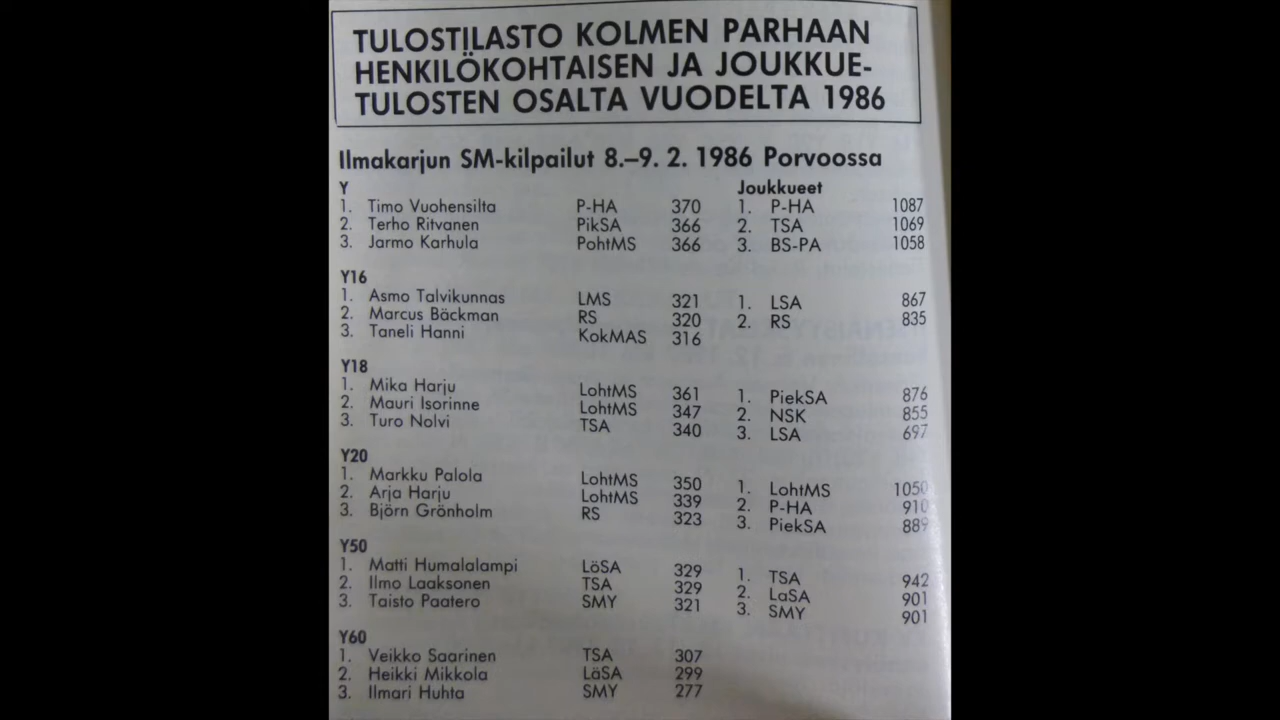 TULOSTILASTO KOLMEN PARHAAN
HENKILÖKOHTAISEN JA JOUKKUE-
TULOSTEN OSALTA VUODELTA 1986
Ilmakarjun SM-kilpailut 8.–9. 2. 1986 Porvoossa
Y Joukkueet
1. Timo Vuohensilta P-HA 370 1. P-HA 1087
2. Terho Ritvanen PikSA 366 2. TSA 1069
3. Jarmo Karhula PohtMS 366 3. BS-PA 1058
Y16
1. Asmo Talvikunnas LMS 321 1. LSA 867
2. Marcus Bäckman RS 320 2. RS 835
3. Taneli Hanni KokMAS 316
Y18
1. Mika Harju LohtMS 361 1. PiekSA 876
2. Mauri Isorinne LohtMS 347 2. NSK 855
3. Turo Nolvi TSA 340 3. LSA 697
Y20
1. Markku Palola LohtMS 350 1. LohtMS 1050
2. Arja Harju LohtMS 339 2. P-HA 910
3. Björn Grönholm RS 323 3. PiekSA 889
Y50
1. Matti Humalalampi LöSA 329 1. TSA 942
2. Ilmo Laaksonen TSA 329 2. LaSA 901
3. Taisto Paatero SMY 321 3. SMY 901
Y60
1. Veikko Saarinen TSA 307
2. Heikki Mikkola LäSA 299
3. Ilmari Huhta SMY 277